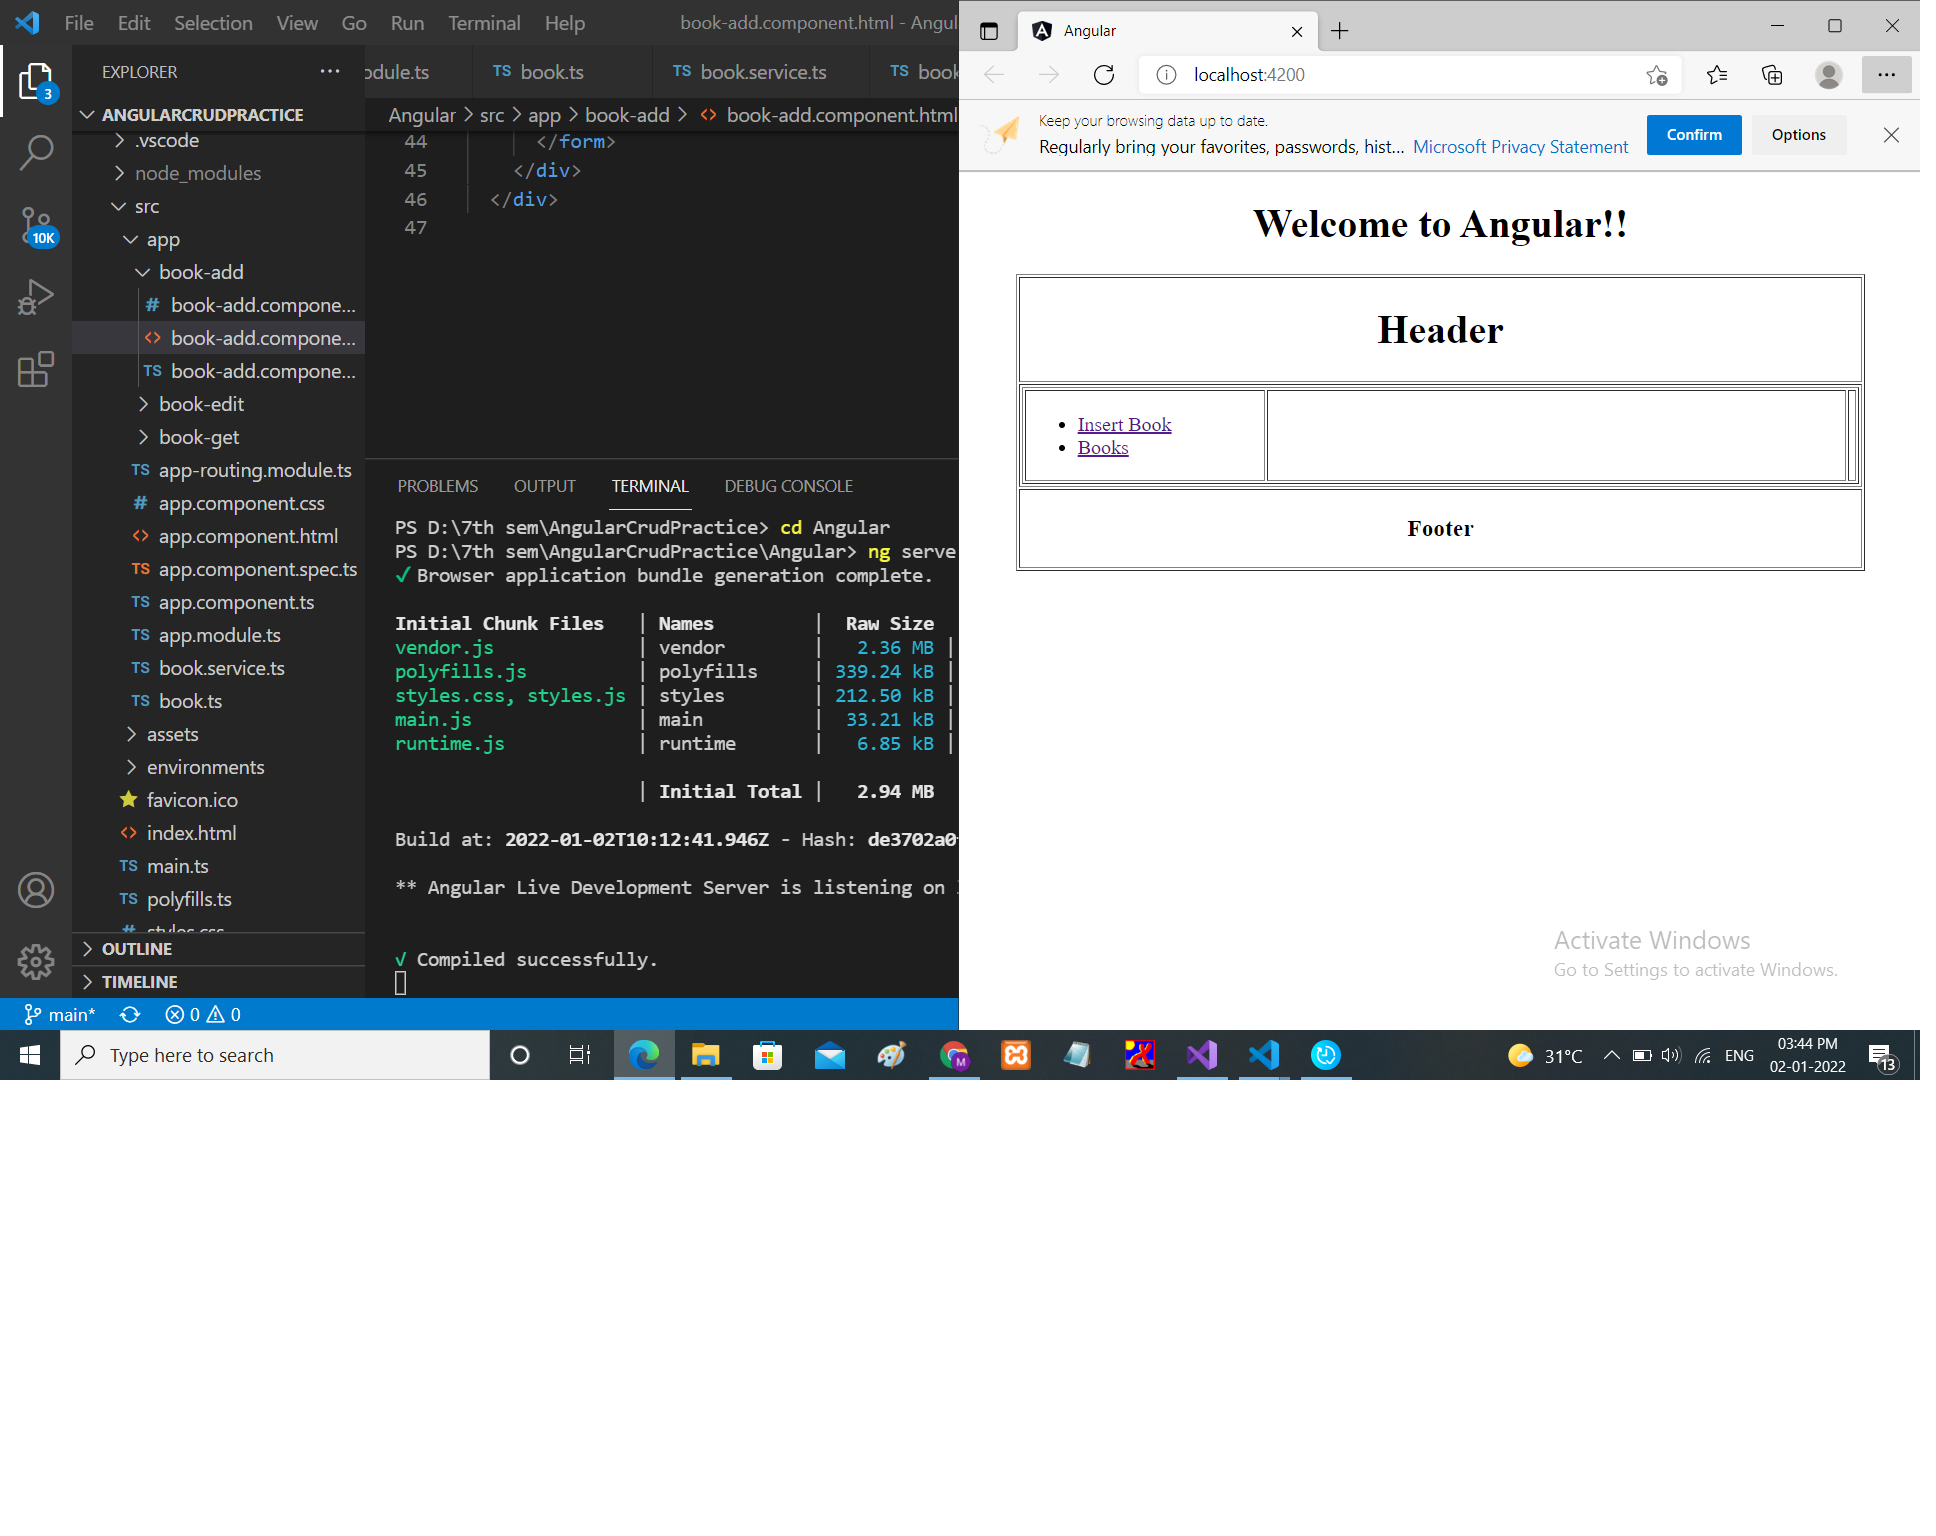 File Edit Selection View Go Run Terminal Help book-add.component.html - Angul
EXPLORER
3
ANGULARCRUDPRACTICE
.vscode
node_modules
src
10K
app
book-add
# book-add.compone...
<> book-add.compone...
TS book-add.compone...
book-edit
book-get
TS app-routing.module.ts
# app.component.css
<> app.component.html
TS app.component.spec.ts
TS app.component.ts
TS app.module.ts
TS book.service.ts
TS book.ts
assets
environments
favicon.ico
<> index.html
TS main.ts
TS polyfills.ts
# styles.css
OUTLINE
TIMELINE
odule.ts TS book.ts TS book.service.ts TS book
Angular > src > app > book-add > <> book-add.component.html
44 </form>
45 </div>
46 </div>
47
PROBLEMS OUTPUT TERMINAL DEBUG CONSOLE
PS D:\7th sem\AngularCrudPractice> cd Angular
PS D:\7th sem\AngularCrudPractice\Angular> ng serve
✓ Browser application bundle generation complete.
Initial Chunk Files | Names | Raw Size
vendor.js | vendor | 2.36 MB |
polyfills.js | polyfills | 339.24 kB |
styles.css, styles.js | styles | 212.50 kB |
main.js | main | 33.21 kB |
runtime.js | runtime | 6.85 kB |
| Initial Total | 2.94 MB
Build at: 2022-01-02T10:12:41.946Z - Hash: de3702a0
** Angular Live Development Server is listening on
√ Compiled successfully.
main* 0 0
Angular
localhost:4200
Keep your browsing data up to date.
Regularly bring your favorites, passwords, hist... Microsoft Privacy Statement
Confirm Options
Welcome to Angular!!
Header
• Insert Book
• Books
Footer
Activate Windows
Go to Settings to activate Windows.
Type here to search
M
31°C
ENG
03:44 PM
02-01-2022
13